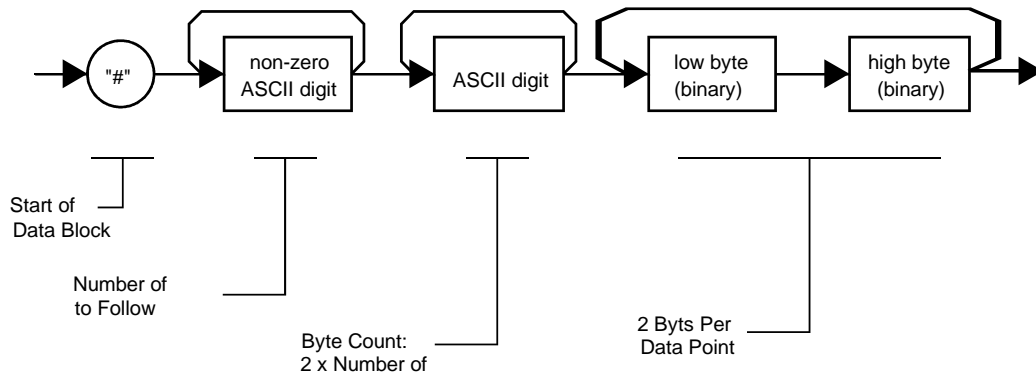 "#"
non-zero
ASCII digit
ASCII digit
low byte
(binary)
high byte
(binary)
Start of
Data Block
Number of
to Follow
Byte Count:
2 x Number of
2 Byts Per
Data Point